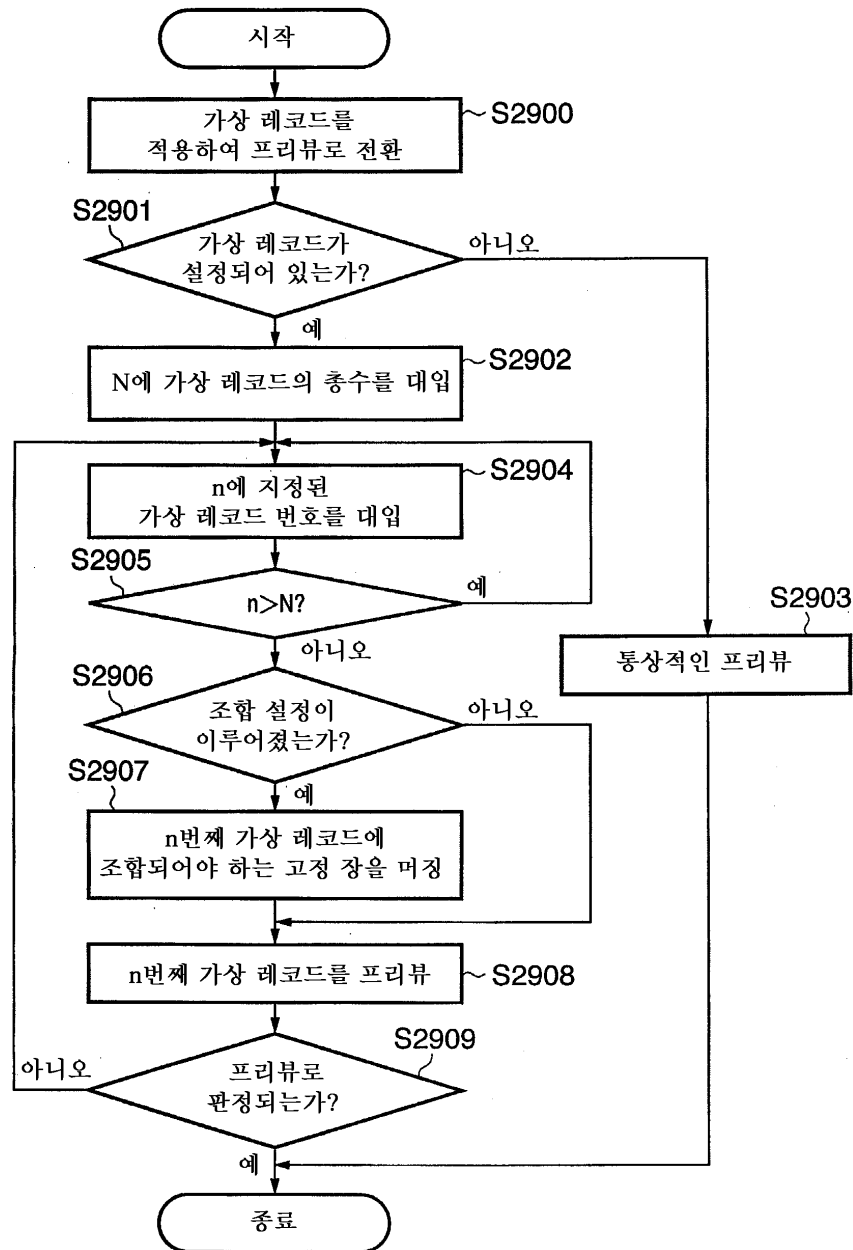 시작
가상 레코드를
적용하여 프리뷰로 전환
S2900
S2901
가상 레코드가
설정되어 있는가?
아니오
예
S2902
N에 가상 레코드의 총수를 대입
S2904
n에 지정된
가상 레코드 번호를 대입
S2905
n>N?
예
아니오
S2903
통상적인 프리뷰
S2906
조합 설정이
이루어졌는가?
아니오
예
S2907
n번째 가상 레코드에
조합되어야 하는 고정 장을 머징
n번째 가상 레코드를 프리뷰
S2908
S2909
프리뷰로
판정되는가?
아니오
예
종료